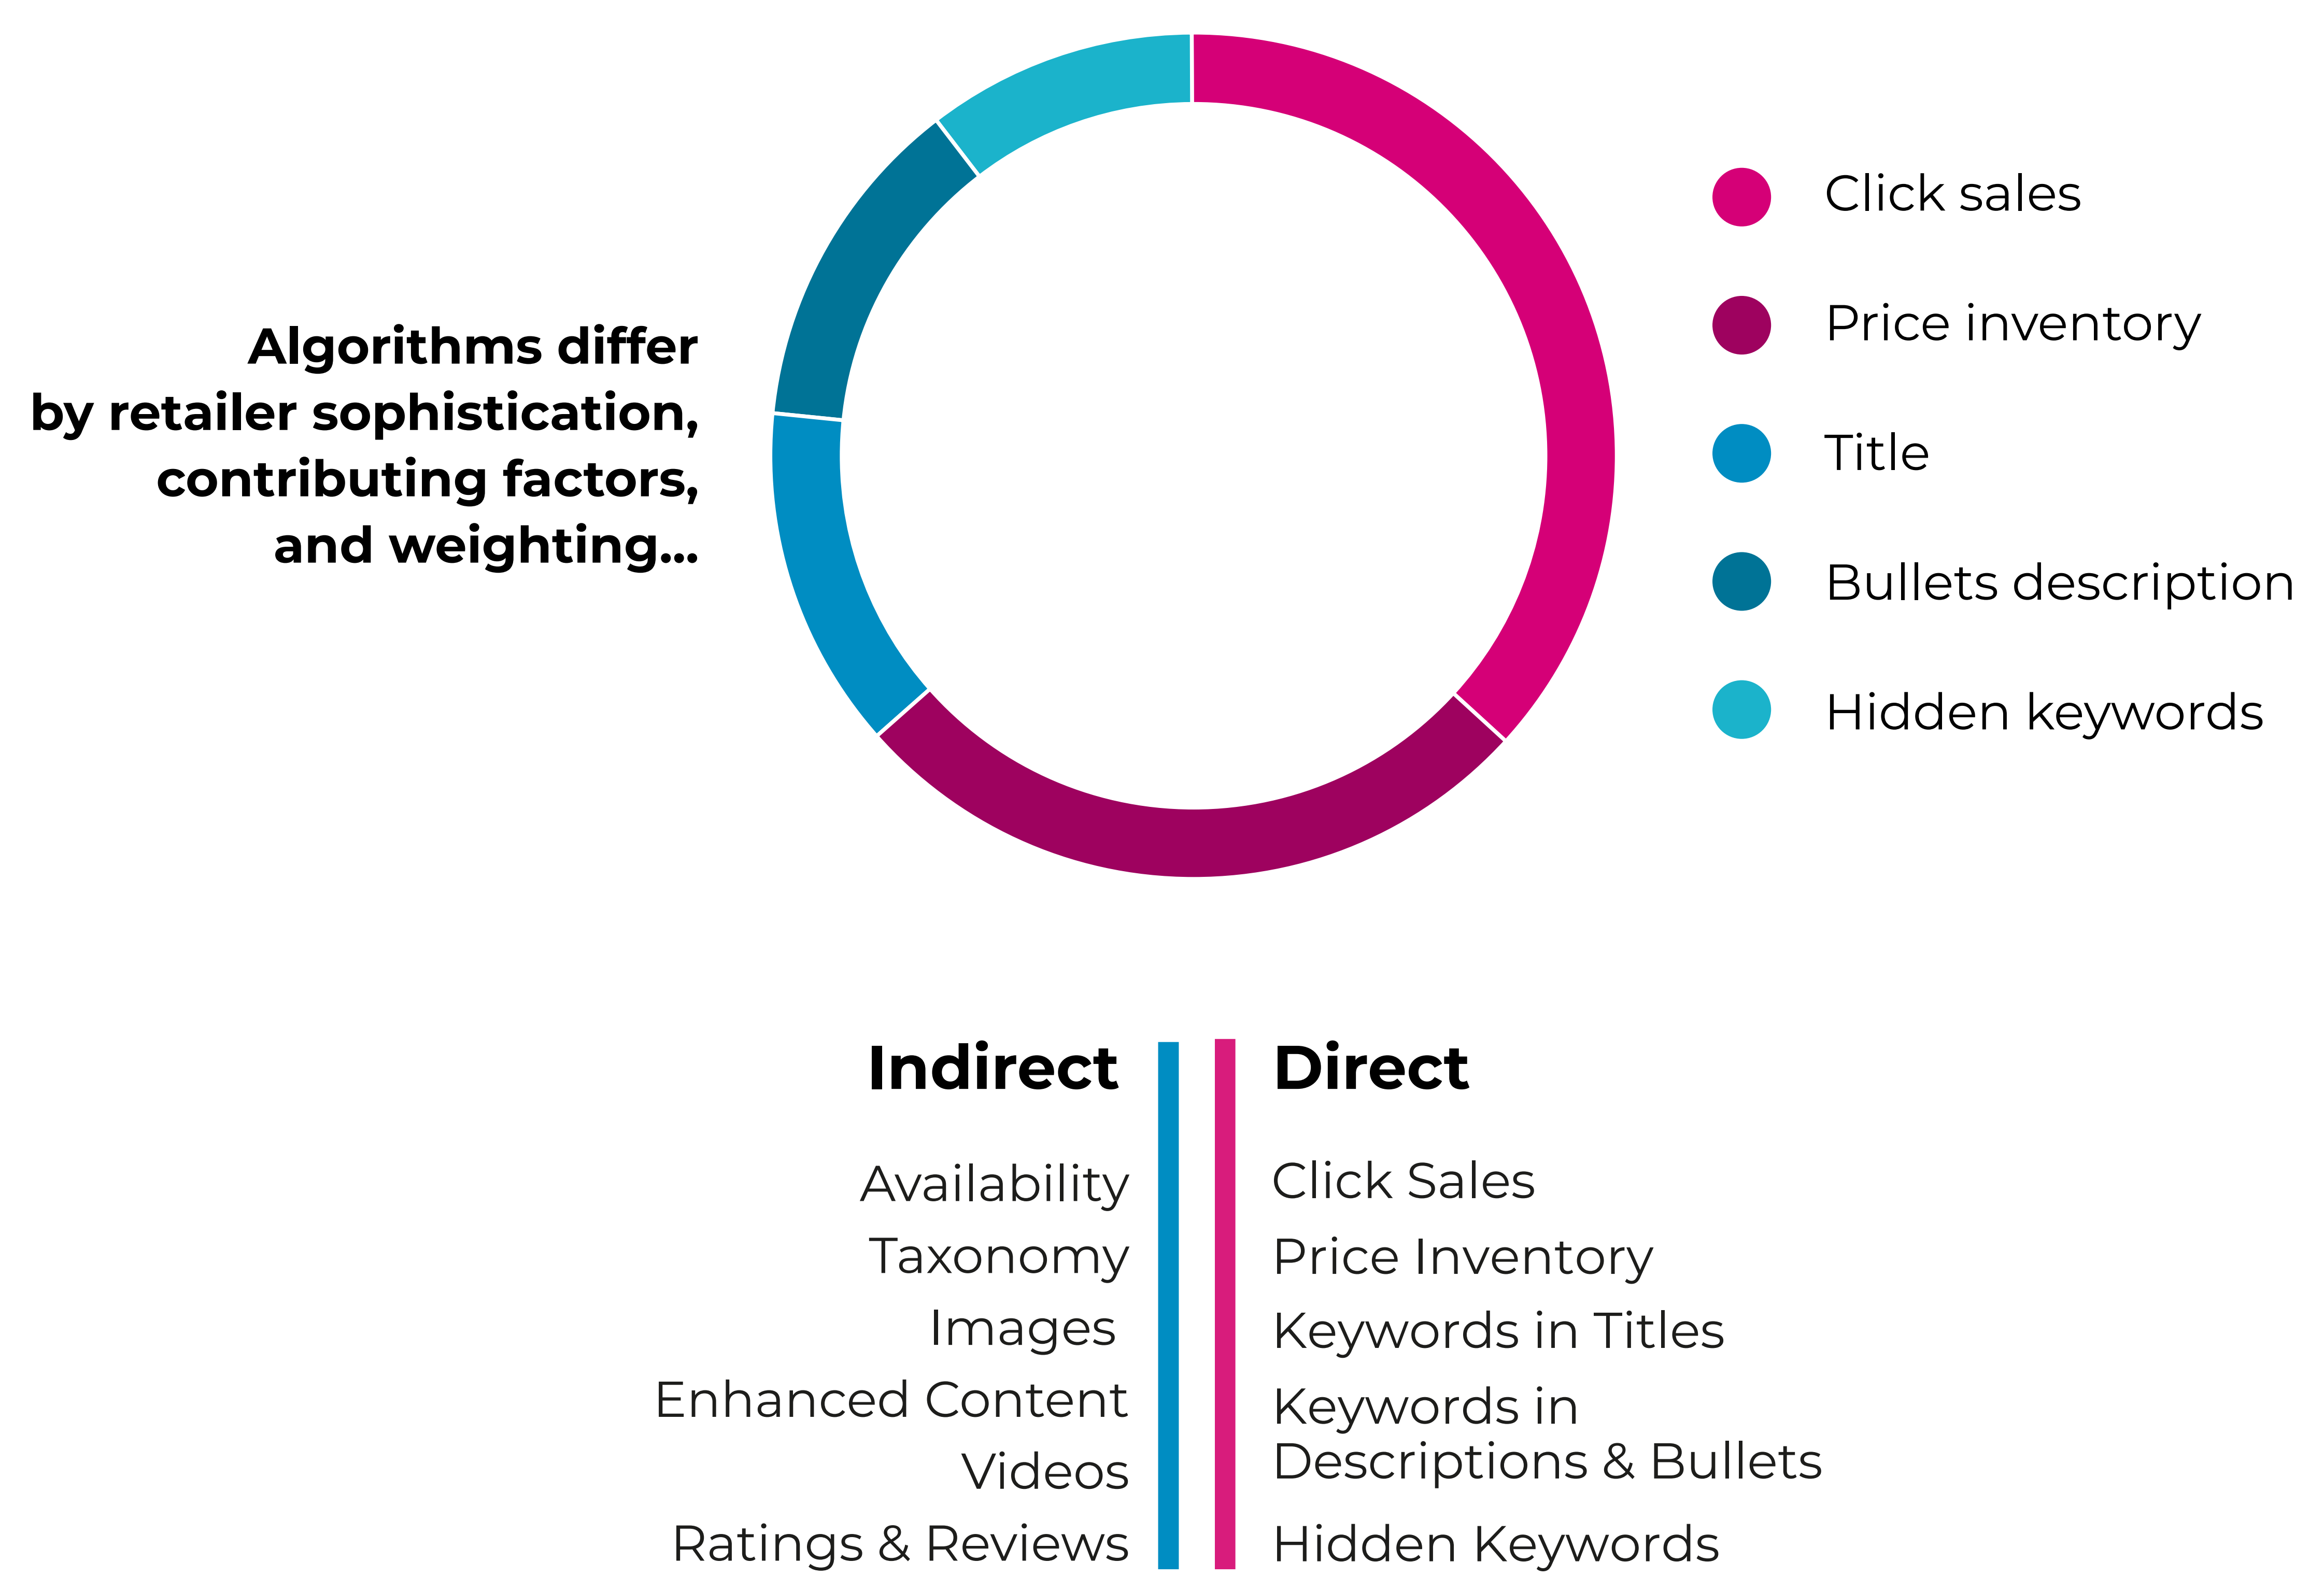 Algorithms differ
by retailer sophistication,
contributing factors,
and weighting...
Click sales
Price inventory
Title
Bullets description
Hidden keywords
Indirect
Availability
Taxonomy
Images
Enhanced Content
Videos
Ratings & Reviews
Direct
Click Sales
Price Inventory
Keywords in Titles
Keywords in
Descriptions & Bullets
Hidden Keywords